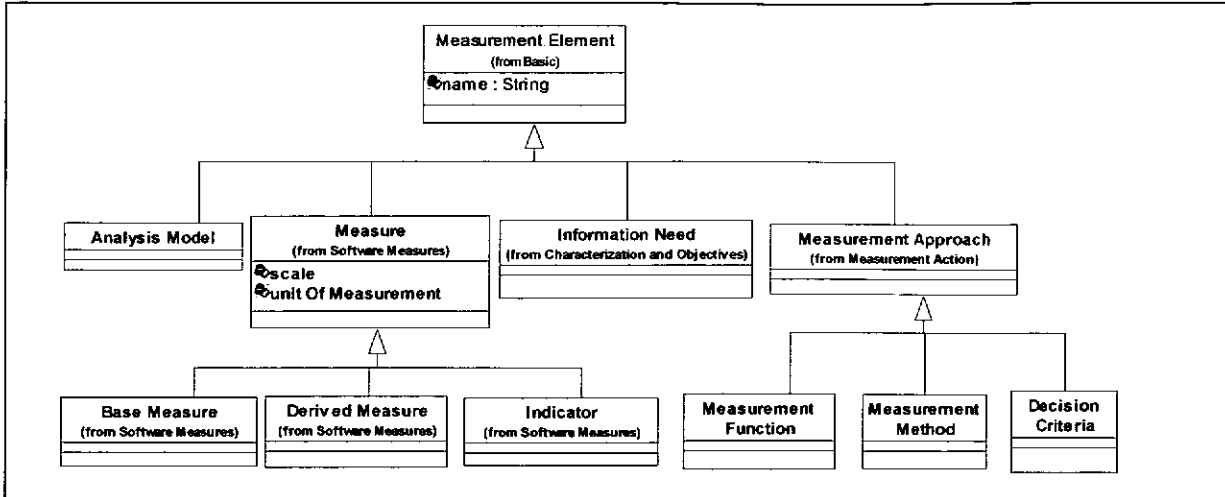 Measurement Element
(from Basic)
name : String
Analysis Model
Measure
(from Software Measures)
scale
unit Of Measurement
Information Need
(from Characterization and Objectives)
Measurement Approach
(from Measurement Action)
Base Measure
(from Software Measures)
Derived Measure
(from Software Measures)
Indicator
(from Software Measures)
Measurement
Function
Measurement
Method
Decision
Criteria